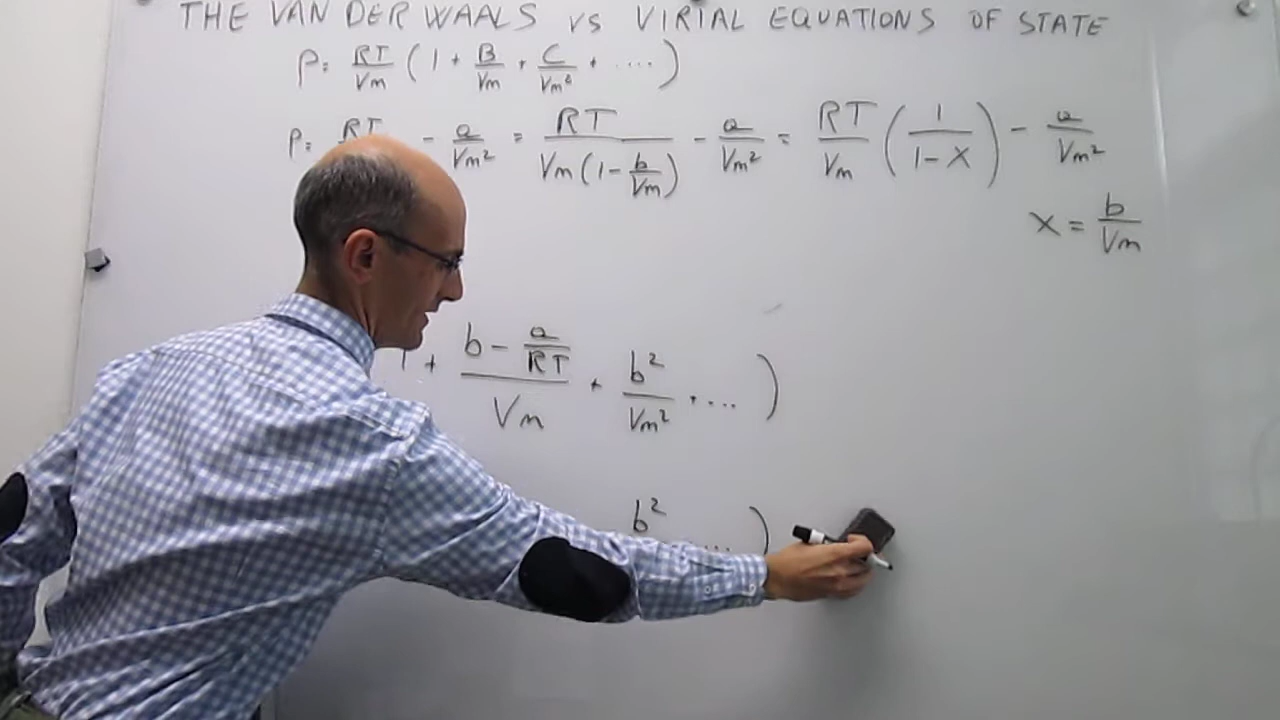 THE VAN DER WAALS vs VIRIAL EQUATIONS OF STATE
p = RT/Vm (1 + B/Vm + C/Vm² + ....)
p = RT - a/Vm² = RT/(Vm(1 - b/Vm)) - a/Vm² = RT/Vm (1/(1-x)) - a/Vm²
x = b/Vm
1 + (b - a/RT)/Vm + b²/Vm² + ... )
b² ... )